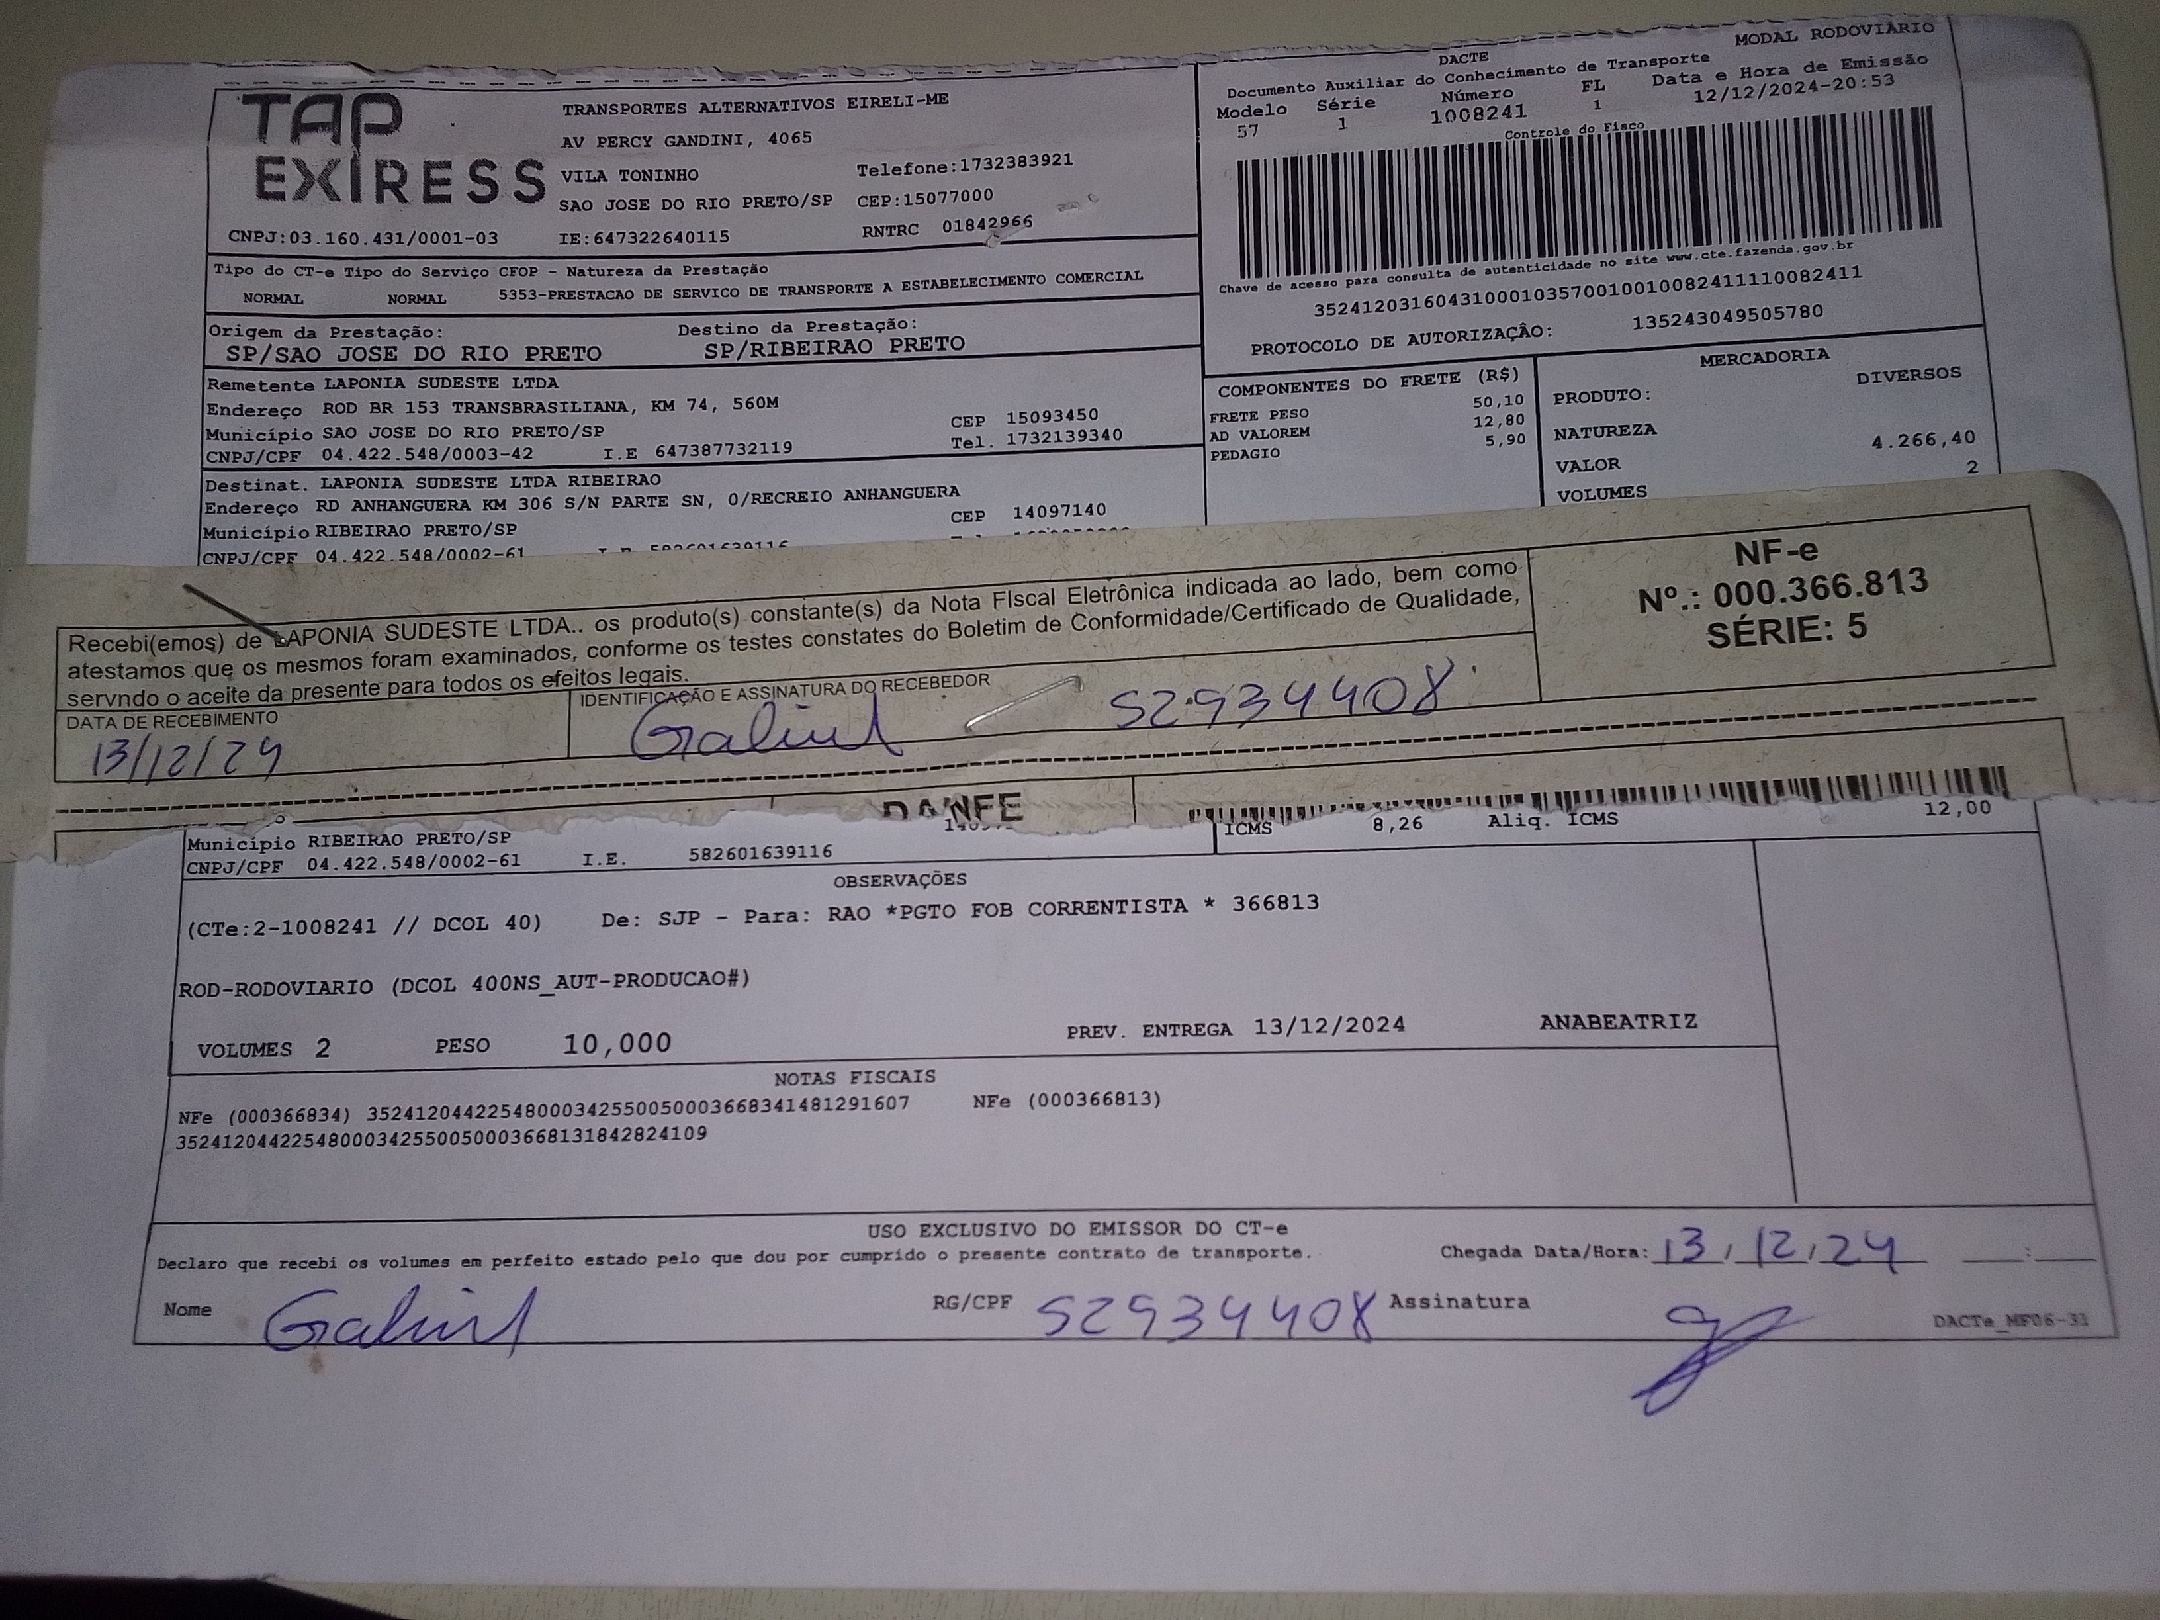 TAP
EXPRESS
TRANSPORTES ALTERNATIVOS EIRELI-ME
AV PERCY GANDINI, 4065
VILA TONINHO Telefone:1732383921
SAO JOSE DO RIO PRETO/SP CEP:15077000
CNPJ:03.160.431/0001-03 IE:647322640115 RNTRC 01842966
MODAL RODOVIÁRIO
DACTE
Documento Auxiliar do Conhecimento de Transporte
Modelo Série Número FL Data e Hora de Emissão
57 1 1008241 1 12/12/2024-20:53
Controle do Fisco
Chave de acesso para consulta de autenticidade no site www.cte.fazenda.gov.br
35241203160431000103570010010082411110082411
PROTOCOLO DE AUTORIZAÇÃO: 135243049505780
Tipo do CT-e Tipo do Serviço CFOP - Natureza da Prestação
NORMAL NORMAL 5353-PRESTACAO DE SERVICO DE TRANSPORTE A ESTABELECIMENTO COMERCIAL
Origem da Prestação: Destino da Prestação:
SP/SAO JOSE DO RIO PRETO SP/RIBEIRAO PRETO
Remetente LAPONIA SUDESTE LTDA
Endereço ROD BR 153 TRANSBRASILIANA, KM 74, 560M CEP 15093450
Município SAO JOSE DO RIO PRETO/SP Tel. 1732139340
CNPJ/CPF 04.422.548/0003-42 I.E 647387732119
COMPONENTES DO FRETE (R$)
FRETE PESO 50,10
AD VALOREM 12,80
PEDAGIO 5,90
MERCADORIA
PRODUTO: DIVERSOS
NATUREZA
VALOR 4.266,40
VOLUMES 2
Destinat. LAPONIA SUDESTE LTDA RIBEIRAO
Endereço RD ANHANGUERA KM 306 S/N PARTE SN, 0/RECREIO ANHANGUERA
Município RIBEIRAO PRETO/SP CEP 14097140
CNPJ/CPF 04.422.548/0002-61 582601639116
Recebi(emos) de LAPONIA SUDESTE LTDA.. os produto(s) constante(s) da Nota FIscal Eletrônica indicada ao lado, bem como
atestamos que os mesmos foram examinados, conforme os testes constates do Boletim de Conformidade/Certificado de Qualidade,
servndo o aceite da presente para todos os efeitos legais.
NF-e
Nº.: 000.366.813
SÉRIE: 5
DATA DE RECEBIMENTO
13/12/24
IDENTIFICAÇÃO E ASSINATURA DO RECEBEDOR
Gabriel 52934408
DANFE
ICMS 8,26 Aliq. ICMS 12,00
Município RIBEIRAO PRETO/SP
CNPJ/CPF 04.422.548/0002-61 I.E. 582601639116
OBSERVAÇÕES
(CTe:2-1008241 // DCOL 40) De: SJP - Para: RAO *PGTO FOB CORRENTISTA * 366813
ROD-RODOVIARIO (DCOL 400NS_AUT-PRODUCAO#)
VOLUMES 2 PESO 10,000 PREV. ENTREGA 13/12/2024 ANABEATRIZ
NOTAS FISCAIS
NFe (000366834) 35241204422548000342550050003668341481291607 NFe (000366813)
35241204422548000342550050003668131842824109
USO EXCLUSIVO DO EMISSOR DO CT-e
Declaro que recebi os volumes em perfeito estado pelo que dou por cumprido o presente contrato de transporte. Chegada Data/Hora: 13/12/24 __:__
Nome Gabriel RG/CPF 52934408 Assinatura
DACTe_MF06-31